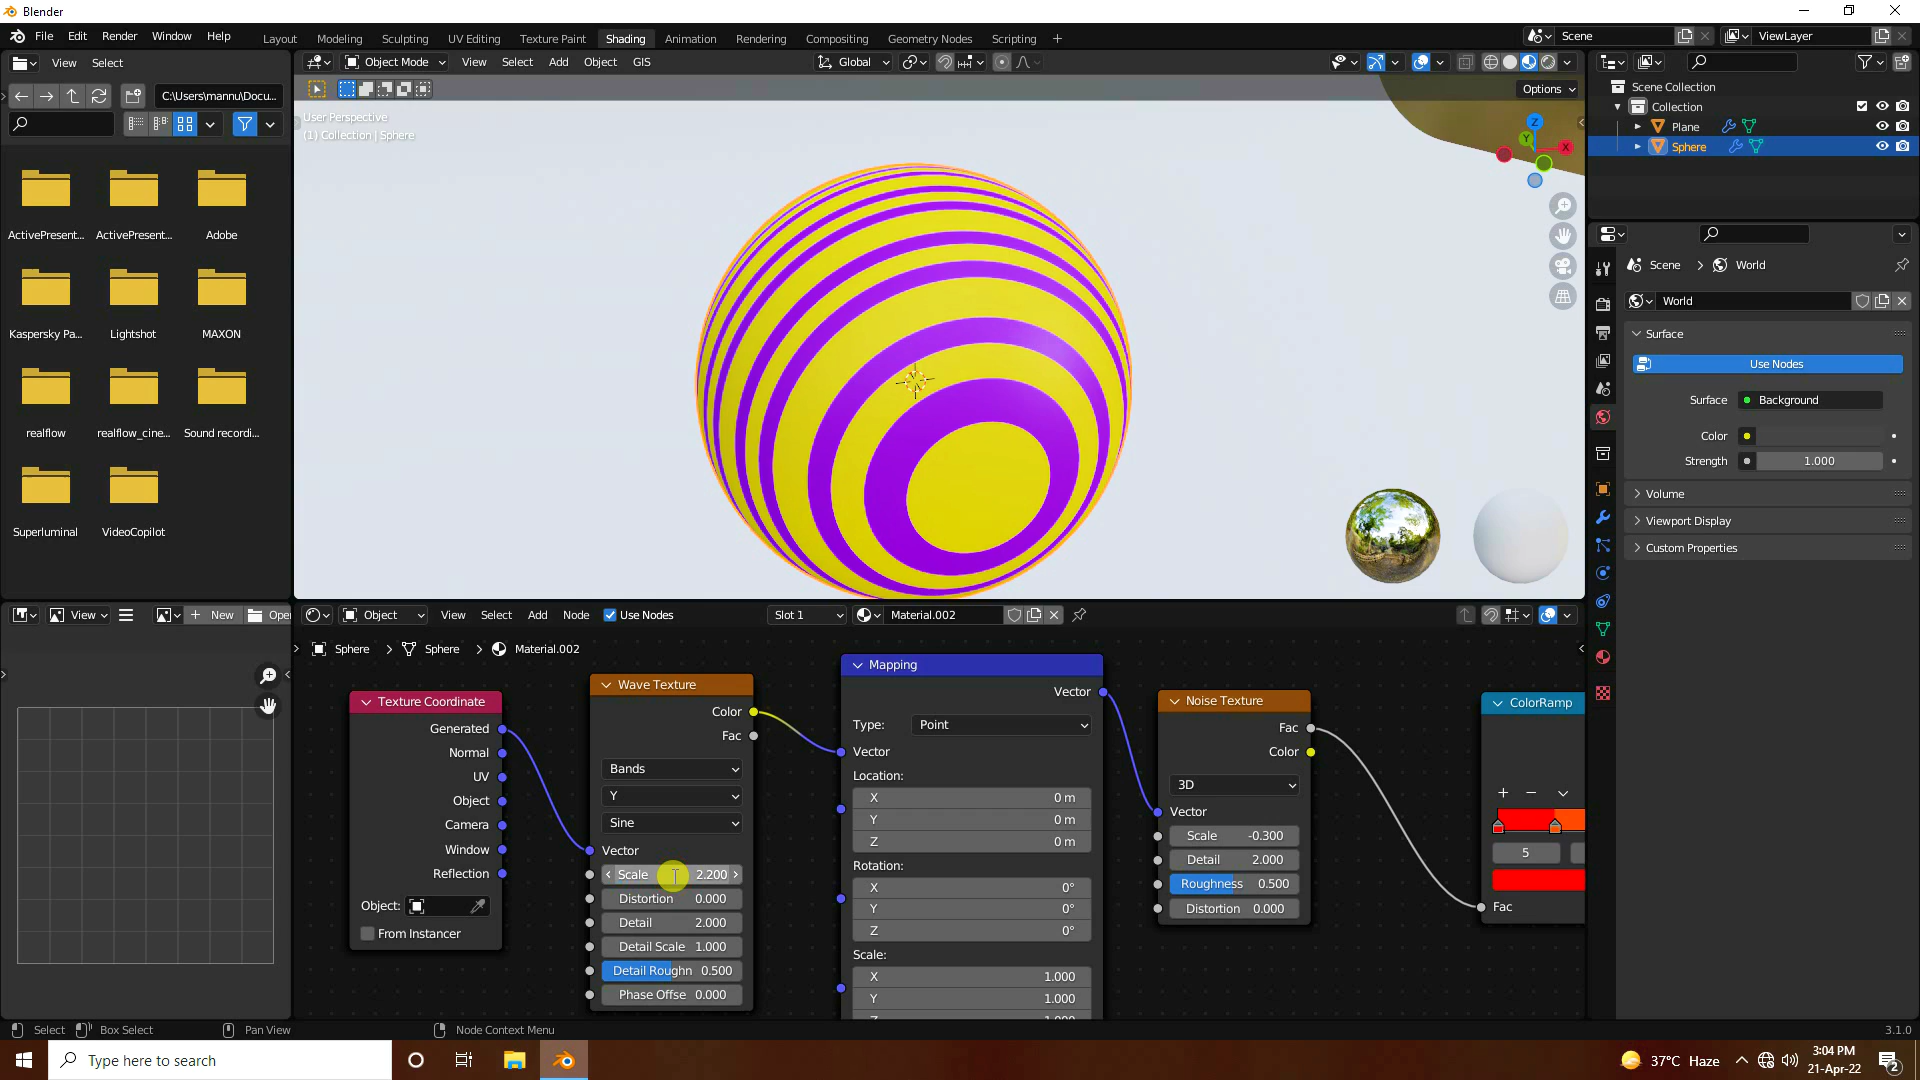 Blender
File Edit Render Window Help
Layout Modeling Sculpting UV Editing Texture Paint Shading Animation Rendering Compositing Geometry Nodes Scripting +
Scene
ViewLayer
View Select
Object Mode View Select Add Object GIS
Global
C:\Users\mannu\Docu...
Options
User Perspective
(1) Collection | Sphere
Z
Y
X
Scene Collection
Collection
Plane
Sphere
ActivePresent... ActivePresent... Adobe
Kaspersky Pa... Lightshot MAXON
realflow realflow_cine... Sound recordi...
Superluminal VideoCopilot
Scene > World
World
Surface
Use Nodes
Surface Background
Color
Strength 1.000
Volume
Viewport Display
Custom Properties
View + New Ope
Object View Select Add Node Use Nodes Slot 1 Material.002
Sphere > Sphere > Material.002
Texture Coordinate
Generated
Normal
UV
Object
Camera
Window
Reflection
Object:
From Instancer
Wave Texture
Color
Fac
Bands
Y
Sine
Vector
Scale 2.200
Distortion 0.000
Detail 2.000
Detail Scale 1.000
Detail Roughn 0.500
Phase Offse 0.000
Mapping
Vector
Type: Point
Vector
Location:
X 0 m
Y 0 m
Z 0 m
Rotation:
X 0°
Y 0°
Z 0°
Scale:
X 1.000
Y 1.000
Z 1.000
Noise Texture
Fac
Color
3D
Vector
Scale -0.300
Detail 2.000
Roughness 0.500
Distortion 0.000
ColorRamp
5
Fac
Select Box Select Pan View Node Context Menu 3.1.0
Type here to search
37°C Haze
3:04 PM
21-Apr-22
2